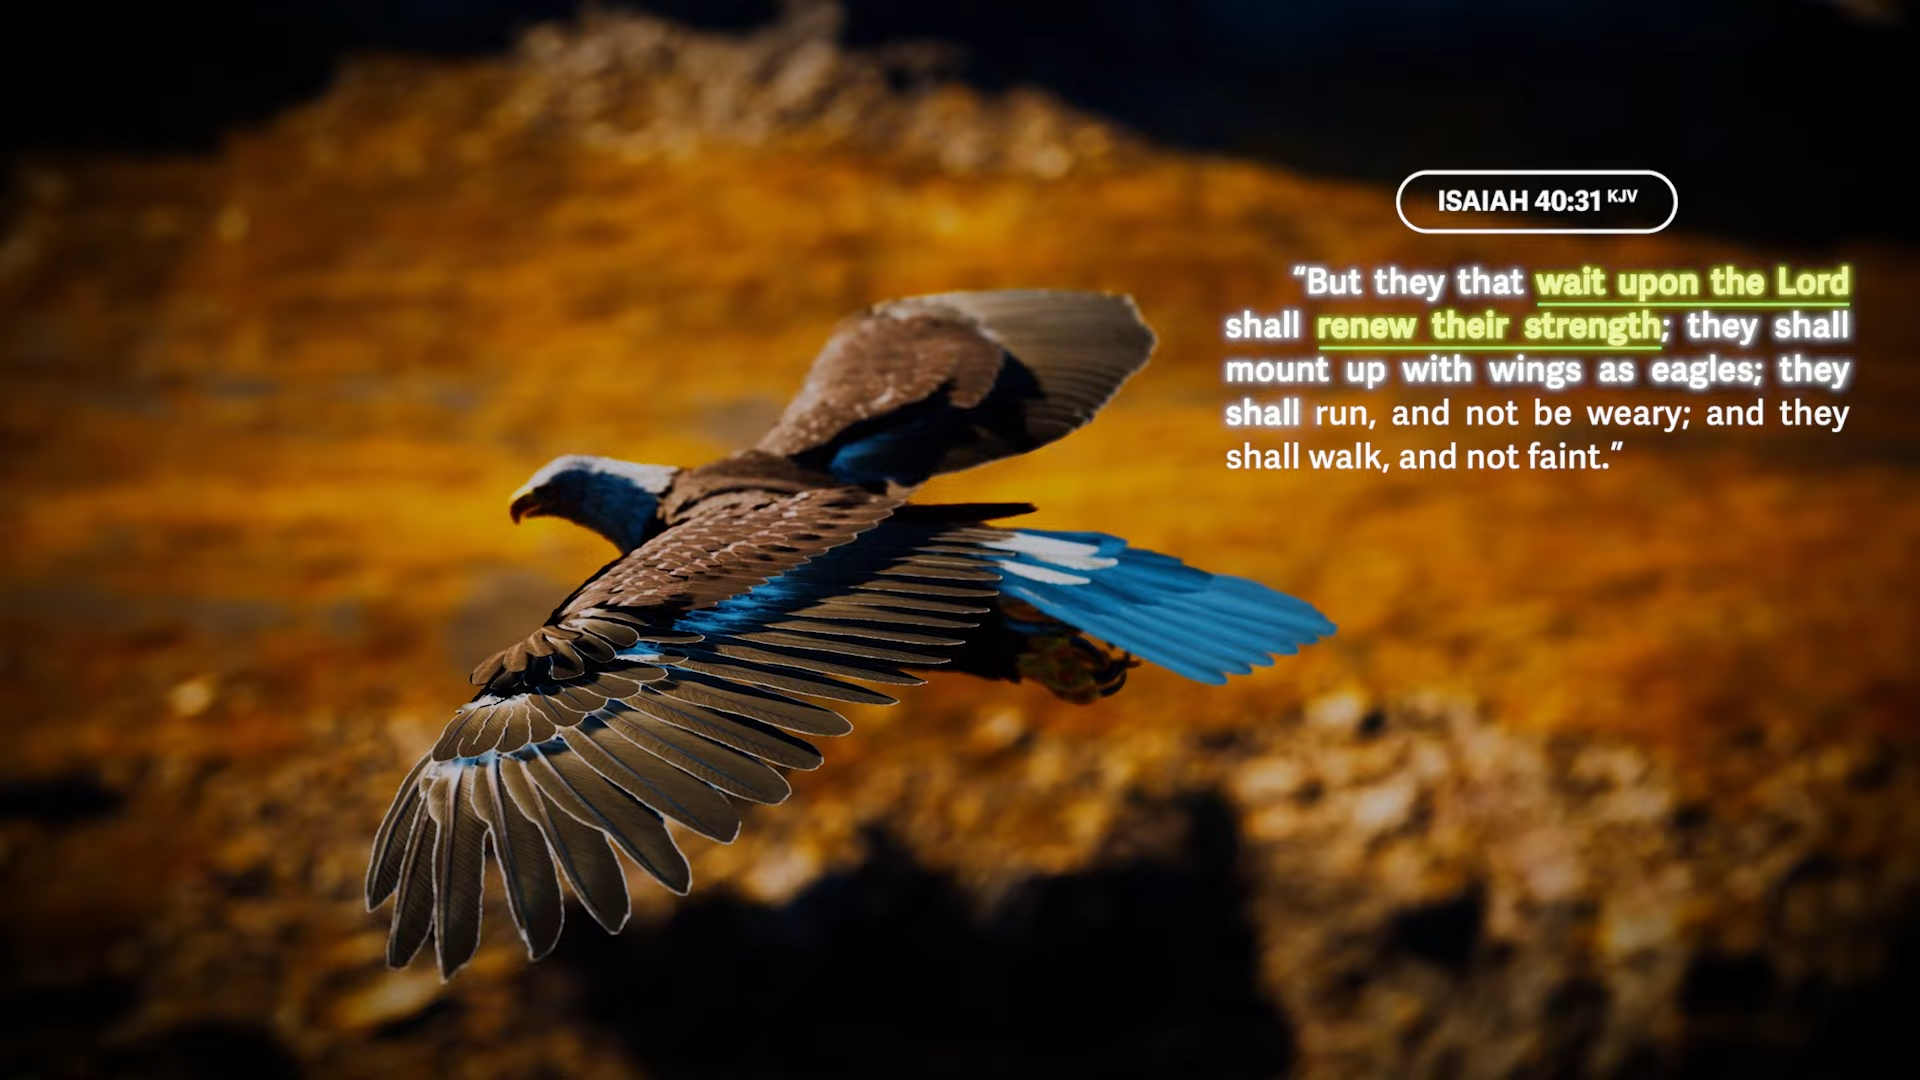 ISAIAH 40:31 KJV
“But they that wait upon the Lord
shall renew their strength; they shall
mount up with wings as eagles; they
shall run, and not be weary; and they
shall walk, and not faint.”